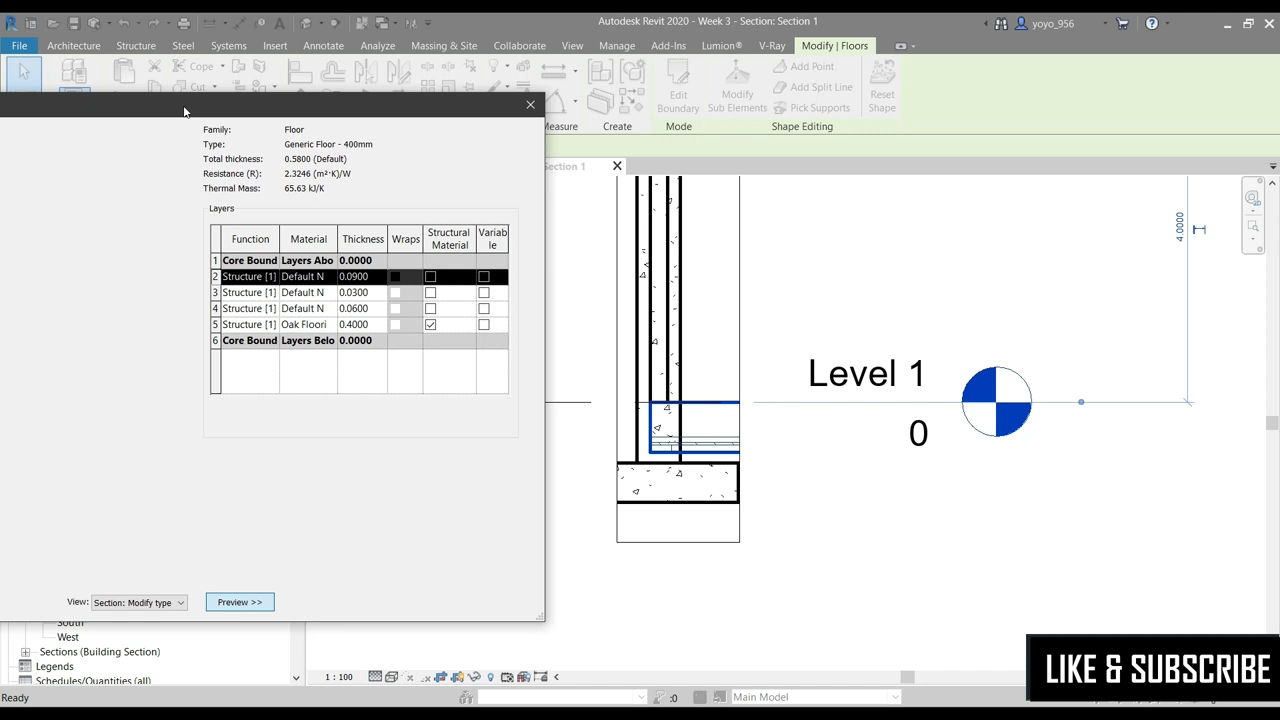 Autodesk Revit 2020 - Week 3 - Section: Section 1
yoyo_956
File Architecture Structure Steel Systems Insert Annotate Analyze Massing & Site Collaborate View Manage Add-Ins Lumion® V-Ray Modify | Floors
Cope
Cut
Edit
Boundary
Modify
Sub Elements
Add Point
Add Split Line
Pick Supports
Reset
Shape
Measure Create Mode Shape Editing
Section 1
Family: Floor
Type: Generic Floor - 400mm
Total thickness: 0.5800 (Default)
Resistance (R): 2.3246 (m²·K)/W
Thermal Mass: 65.63 kJ/K
Layers
Function Material Thickness Wraps Structural Material Variable
1 Core Bound Layers Abo 0.0000
2 Structure [1] Default N 0.0900
3 Structure [1] Default N 0.0300
4 Structure [1] Default N 0.0600
5 Structure [1] Oak Floori 0.4000
6 Core Bound Layers Belo 0.0000
4.0000
Level 1
0
View: Section: Modify type Preview >>
South
West
Sections (Building Section)
Legends
Schedules/Quantities (all)
1 : 100
Ready
:0
Main Model
LIKE & SUBSCRIBE